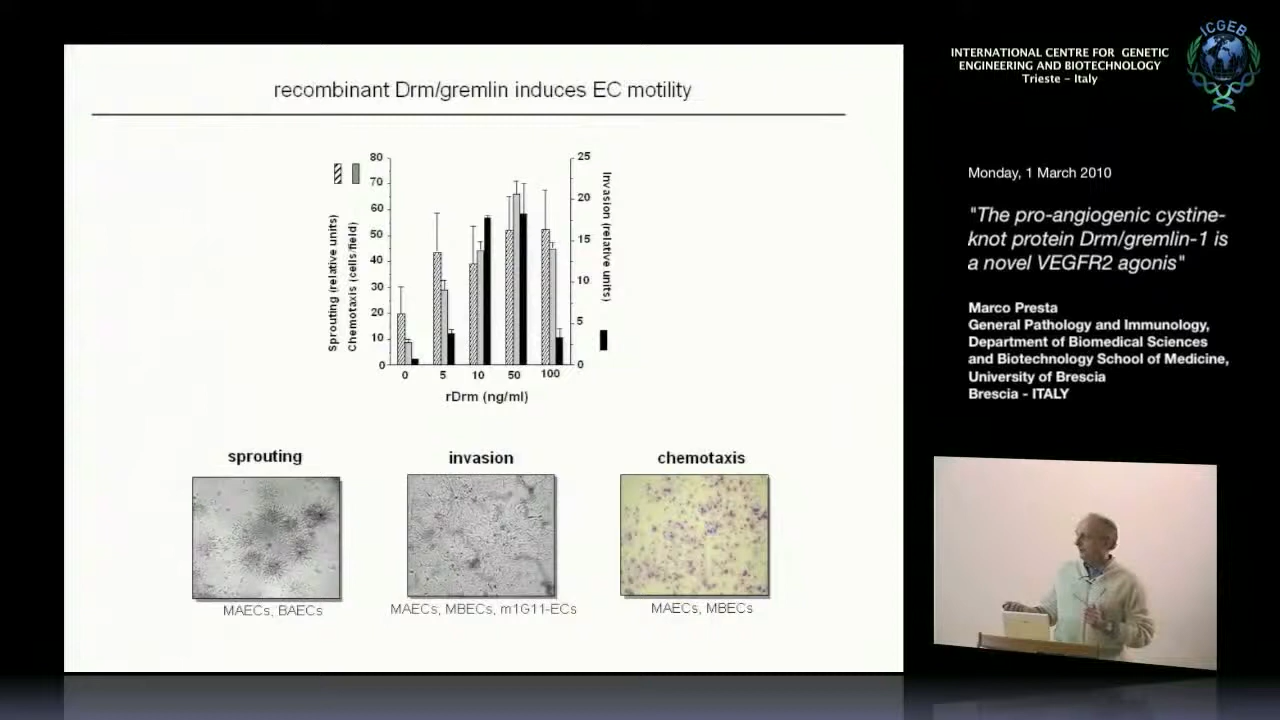 recombinant Drm/gremlin induces EC motility
80
70
60
50
40
30
20
10
0
25
20
15
10
5
0
Sprouting (relative units)
Chemotaxis (cells/field)
Invasion (relative units)
0 5 10 50 100
rDrm (ng/ml)
sprouting
invasion
chemotaxis
MAECs, BAECs
MAECs, MBECs, m1G11-ECs
MAECs, MBECs
INTERNATIONAL CENTRE FOR GENETIC
ENGINEERING AND BIOTECHNOLOGY
Trieste - Italy
ICGEB
Monday, 1 March 2010
"The pro-angiogenic cystine-
knot protein Drm/gremlin-1 is
a novel VEGFR2 agonis"
Marco Presta
General Pathology and Immunology,
Department of Biomedical Sciences
and Biotechnology School of Medicine,
University of Brescia
Brescia - ITALY